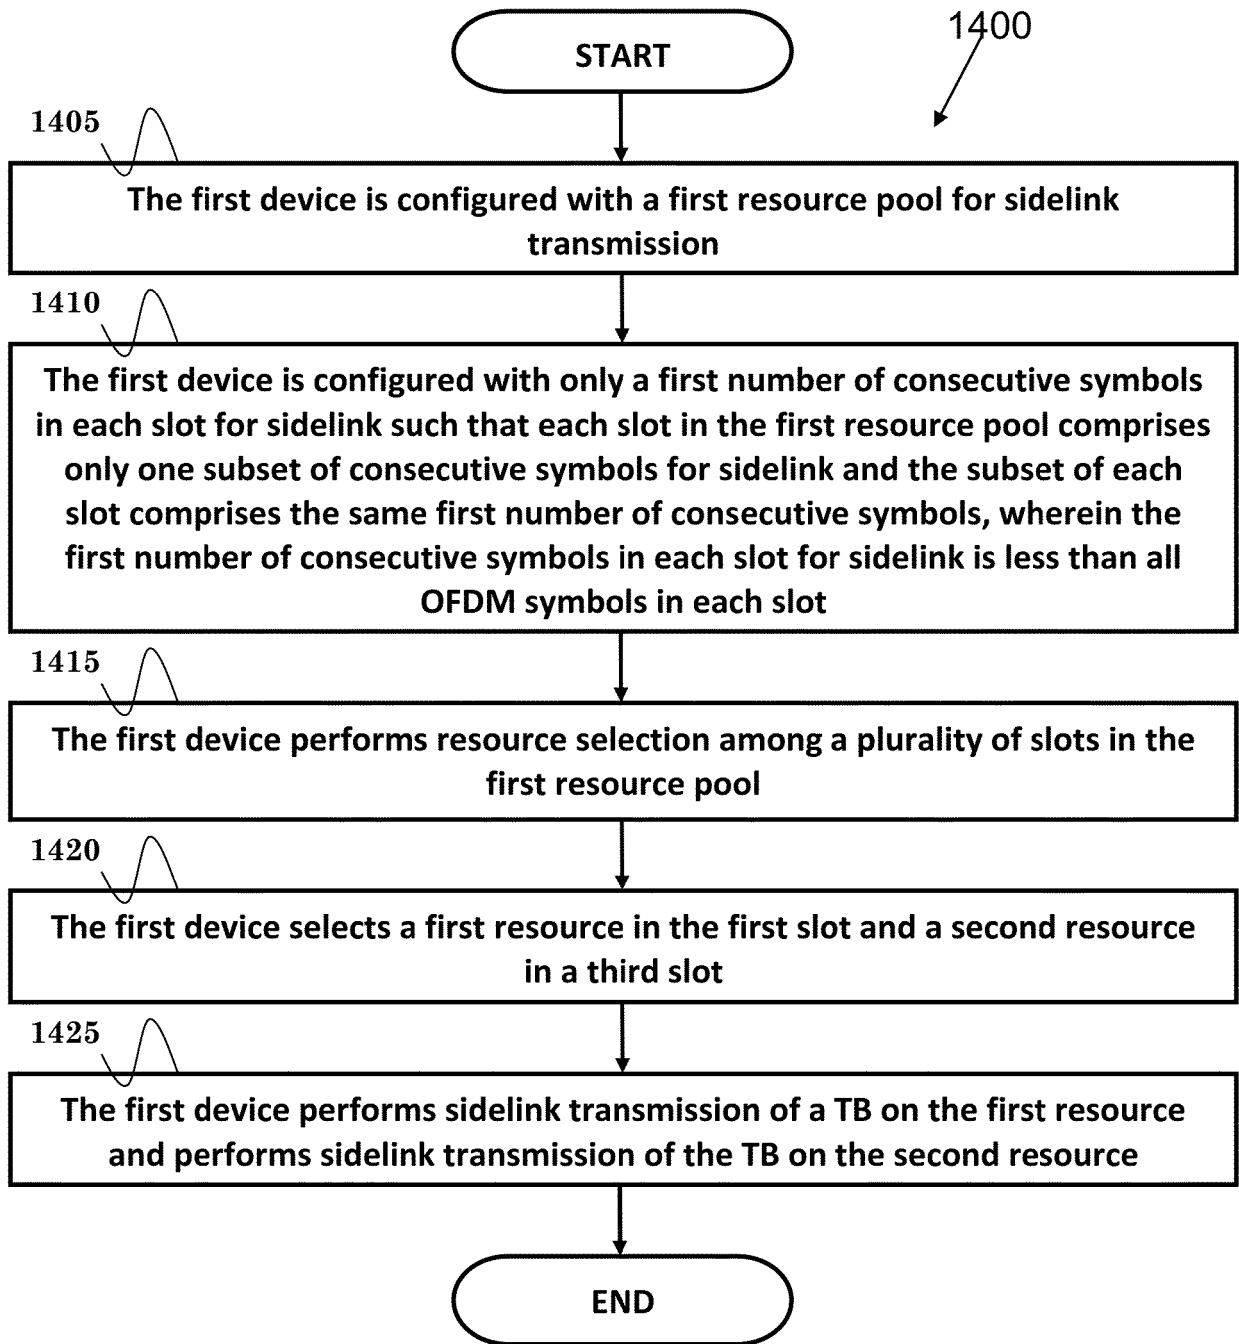 START
1400
1405
The first device is configured with a first resource pool for sidelink
transmission
1410
The first device is configured with only a first number of consecutive symbols
in each slot for sidelink such that each slot in the first resource pool comprises
only one subset of consecutive symbols for sidelink and the subset of each
slot comprises the same first number of consecutive symbols, wherein the
first number of consecutive symbols in each slot for sidelink is less than all
OFDM symbols in each slot
1415
The first device performs resource selection among a plurality of slots in the
first resource pool
1420
The first device selects a first resource in the first slot and a second resource
in a third slot
1425
The first device performs sidelink transmission of a TB on the first resource
and performs sidelink transmission of the TB on the second resource
END